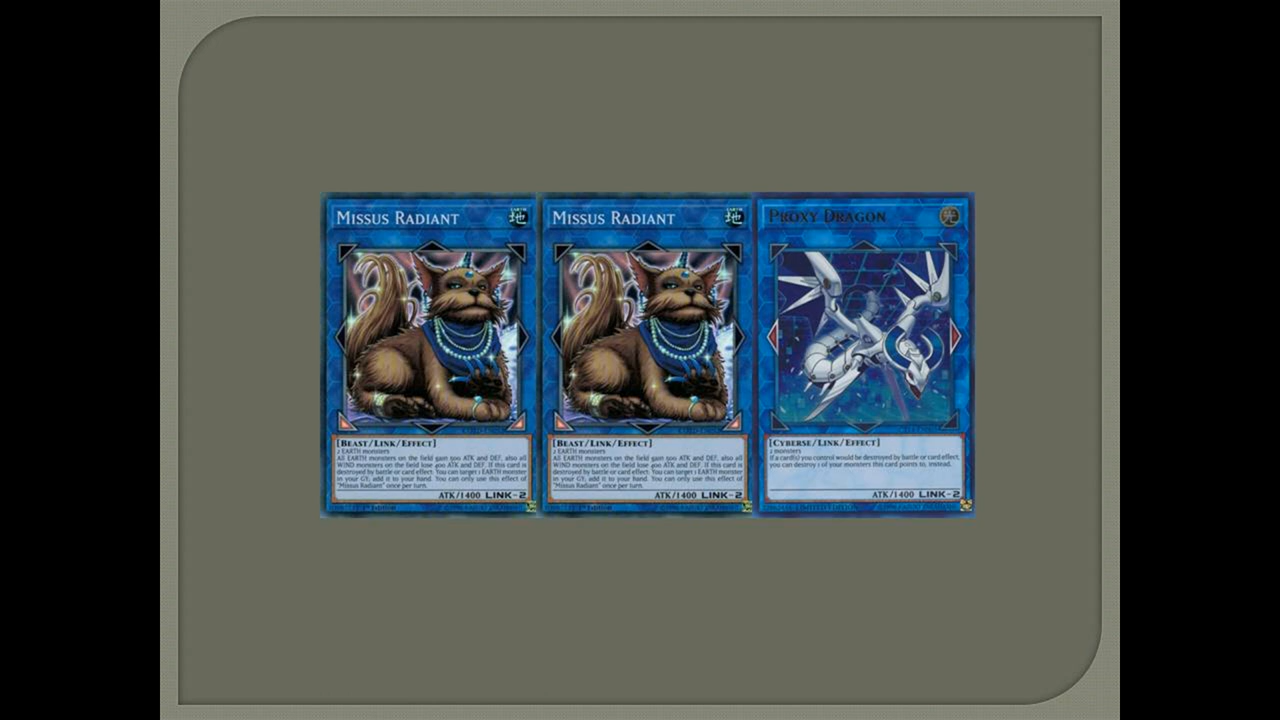 MISSUS RADIANT
EARTH
地
[BEAST/LINK/EFFECT]
2 EARTH monsters
All EARTH monsters on the field gain 500 ATK and DEF, also all
WIND monsters on the field lose 400 ATK and DEF. If this card is
destroyed by battle or card effect: You can target 1 EARTH monster
in your GY; add it to your hand. You can only use this effect of
"Missus Radiant" once per turn.
ATK/1400 LINK-2
1st Edition
MISSUS RADIANT
EARTH
地
[BEAST/LINK/EFFECT]
2 EARTH monsters
All EARTH monsters on the field gain 500 ATK and DEF, also all
WIND monsters on the field lose 400 ATK and DEF. If this card is
destroyed by battle or card effect: You can target 1 EARTH monster
in your GY; add it to your hand. You can only use this effect of
"Missus Radiant" once per turn.
ATK/1400 LINK-2
1st Edition
PROXY DRAGON
光
[CYBERSE/LINK/EFFECT]
2 monsters
If a card(s) you control would be destroyed by battle or card effect,
you can destroy 1 of your monsters this card points to, instead.
ATK/1400 LINK-2
LIMITED EDITION